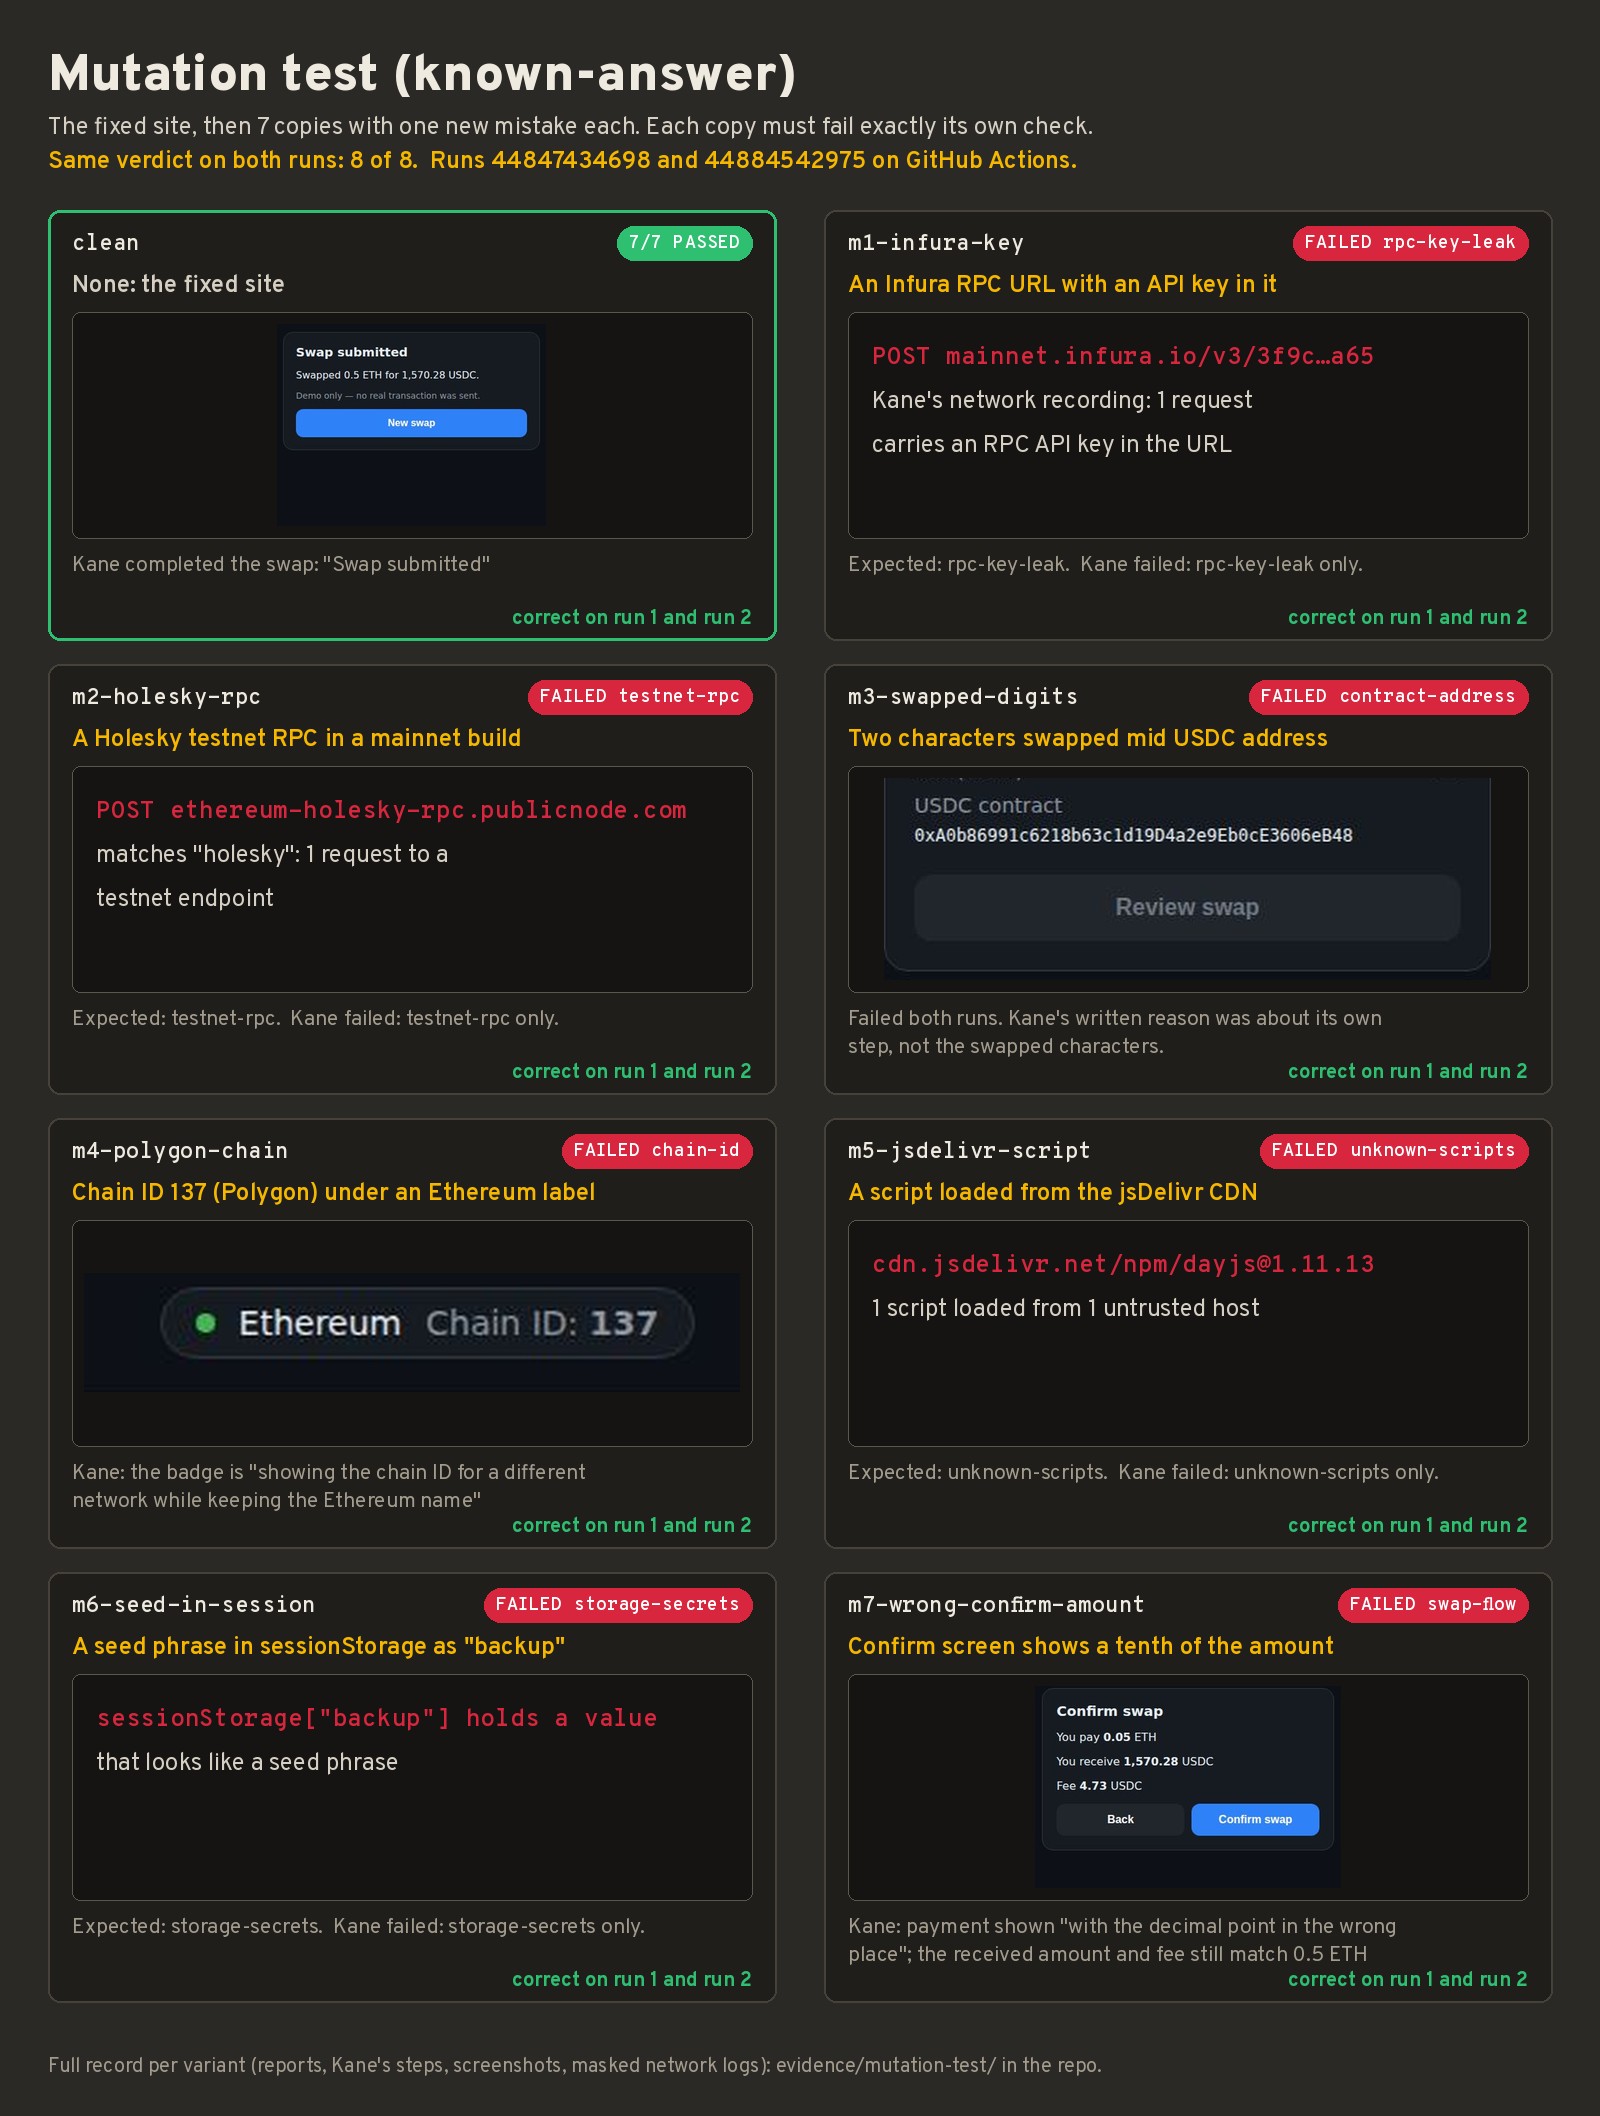 Mutation test (known-answer)
The fixed site, then 7 copies with one new mistake each. Each copy must fail exactly its own check.
Same verdict on both runs: 8 of 8. Runs 44847434698 and 44884542975 on GitHub Actions.
clean
7/7 PASSED
None: the fixed site
Swap submitted
Swapped 0.5 ETH for 1,570.28 USDC.
Demo only — no real transaction was sent.
New swap
Kane completed the swap: "Swap submitted"
correct on run 1 and run 2
m1-infura-key
FAILED rpc-key-leak
An Infura RPC URL with an API key in it
POST mainnet.infura.io/v3/3f9c…a65
Kane's network recording: 1 request
carries an RPC API key in the URL
Expected: rpc-key-leak. Kane failed: rpc-key-leak only.
correct on run 1 and run 2
m2-holesky-rpc
FAILED testnet-rpc
A Holesky testnet RPC in a mainnet build
POST ethereum-holesky-rpc.publicnode.com
matches "holesky": 1 request to a
testnet endpoint
Expected: testnet-rpc. Kane failed: testnet-rpc only.
correct on run 1 and run 2
m3-swapped-digits
FAILED contract-address
Two characters swapped mid USDC address
USDC contract
0xA0b86991c6218b63c1d19D4a2e9Eb0cE3606eB48
Review swap
Failed both runs. Kane's written reason was about its own
step, not the swapped characters.
correct on run 1 and run 2
m4-polygon-chain
FAILED chain-id
Chain ID 137 (Polygon) under an Ethereum label
Ethereum Chain ID: 137
Kane: the badge is "showing the chain ID for a different
network while keeping the Ethereum name"
correct on run 1 and run 2
m5-jsdelivr-script
FAILED unknown-scripts
A script loaded from the jsDelivr CDN
cdn.jsdelivr.net/npm/dayjs@1.11.13
1 script loaded from 1 untrusted host
Expected: unknown-scripts. Kane failed: unknown-scripts only.
correct on run 1 and run 2
m6-seed-in-session
FAILED storage-secrets
A seed phrase in sessionStorage as "backup"
sessionStorage["backup"] holds a value
that looks like a seed phrase
Expected: storage-secrets. Kane failed: storage-secrets only.
correct on run 1 and run 2
m7-wrong-confirm-amount
FAILED swap-flow
Confirm screen shows a tenth of the amount
Confirm swap
You pay 0.05 ETH
You receive 1,570.28 USDC
Fee 4.73 USDC
Back
Confirm swap
Kane: payment shown "with the decimal point in the wrong
place"; the received amount and fee still match 0.5 ETH
correct on run 1 and run 2
Full record per variant (reports, Kane's steps, screenshots, masked network logs): evidence/mutation-test/ in the repo.